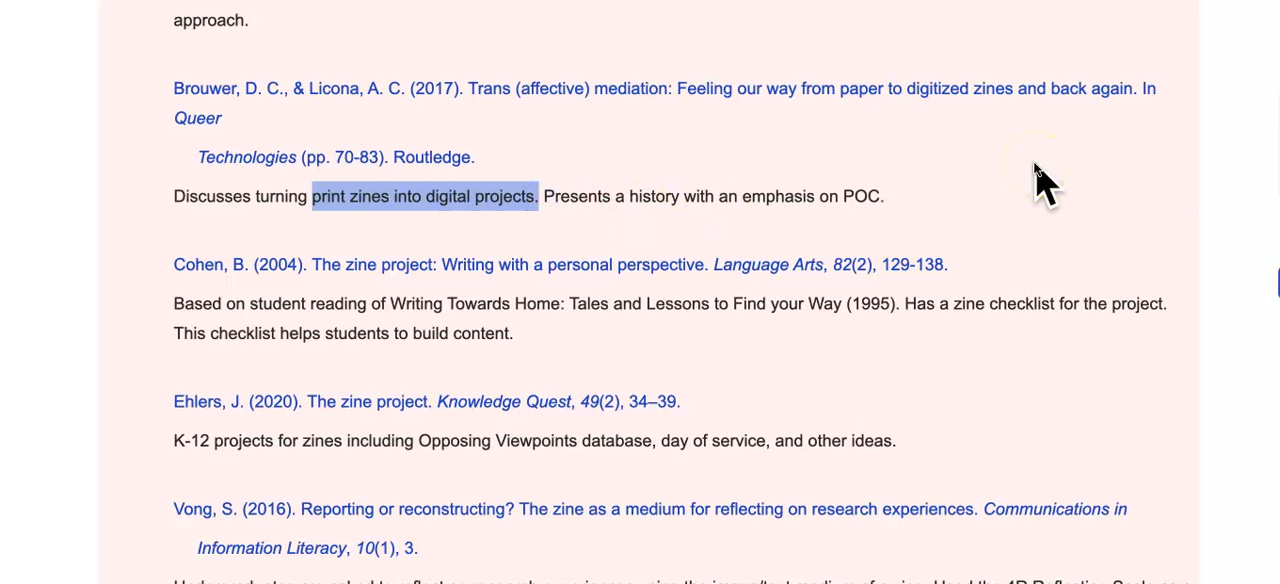 approach.
Brouwer, D. C., & Licona, A. C. (2017). Trans (affective) mediation: Feeling our way from paper to digitized zines and back again. In
Queer
Technologies (pp. 70-83). Routledge.
Discusses turning print zines into digital projects. Presents a history with an emphasis on POC.
Cohen, B. (2004). The zine project: Writing with a personal perspective. Language Arts, 82(2), 129-138.
Based on student reading of Writing Towards Home: Tales and Lessons to Find your Way (1995). Has a zine checklist for the project.
This checklist helps students to build content.
Ehlers, J. (2020). The zine project. Knowledge Quest, 49(2), 34–39.
K-12 projects for zines including Opposing Viewpoints database, day of service, and other ideas.
Vong, S. (2016). Reporting or reconstructing? The zine as a medium for reflecting on research experiences. Communications in
Information Literacy, 10(1), 3.